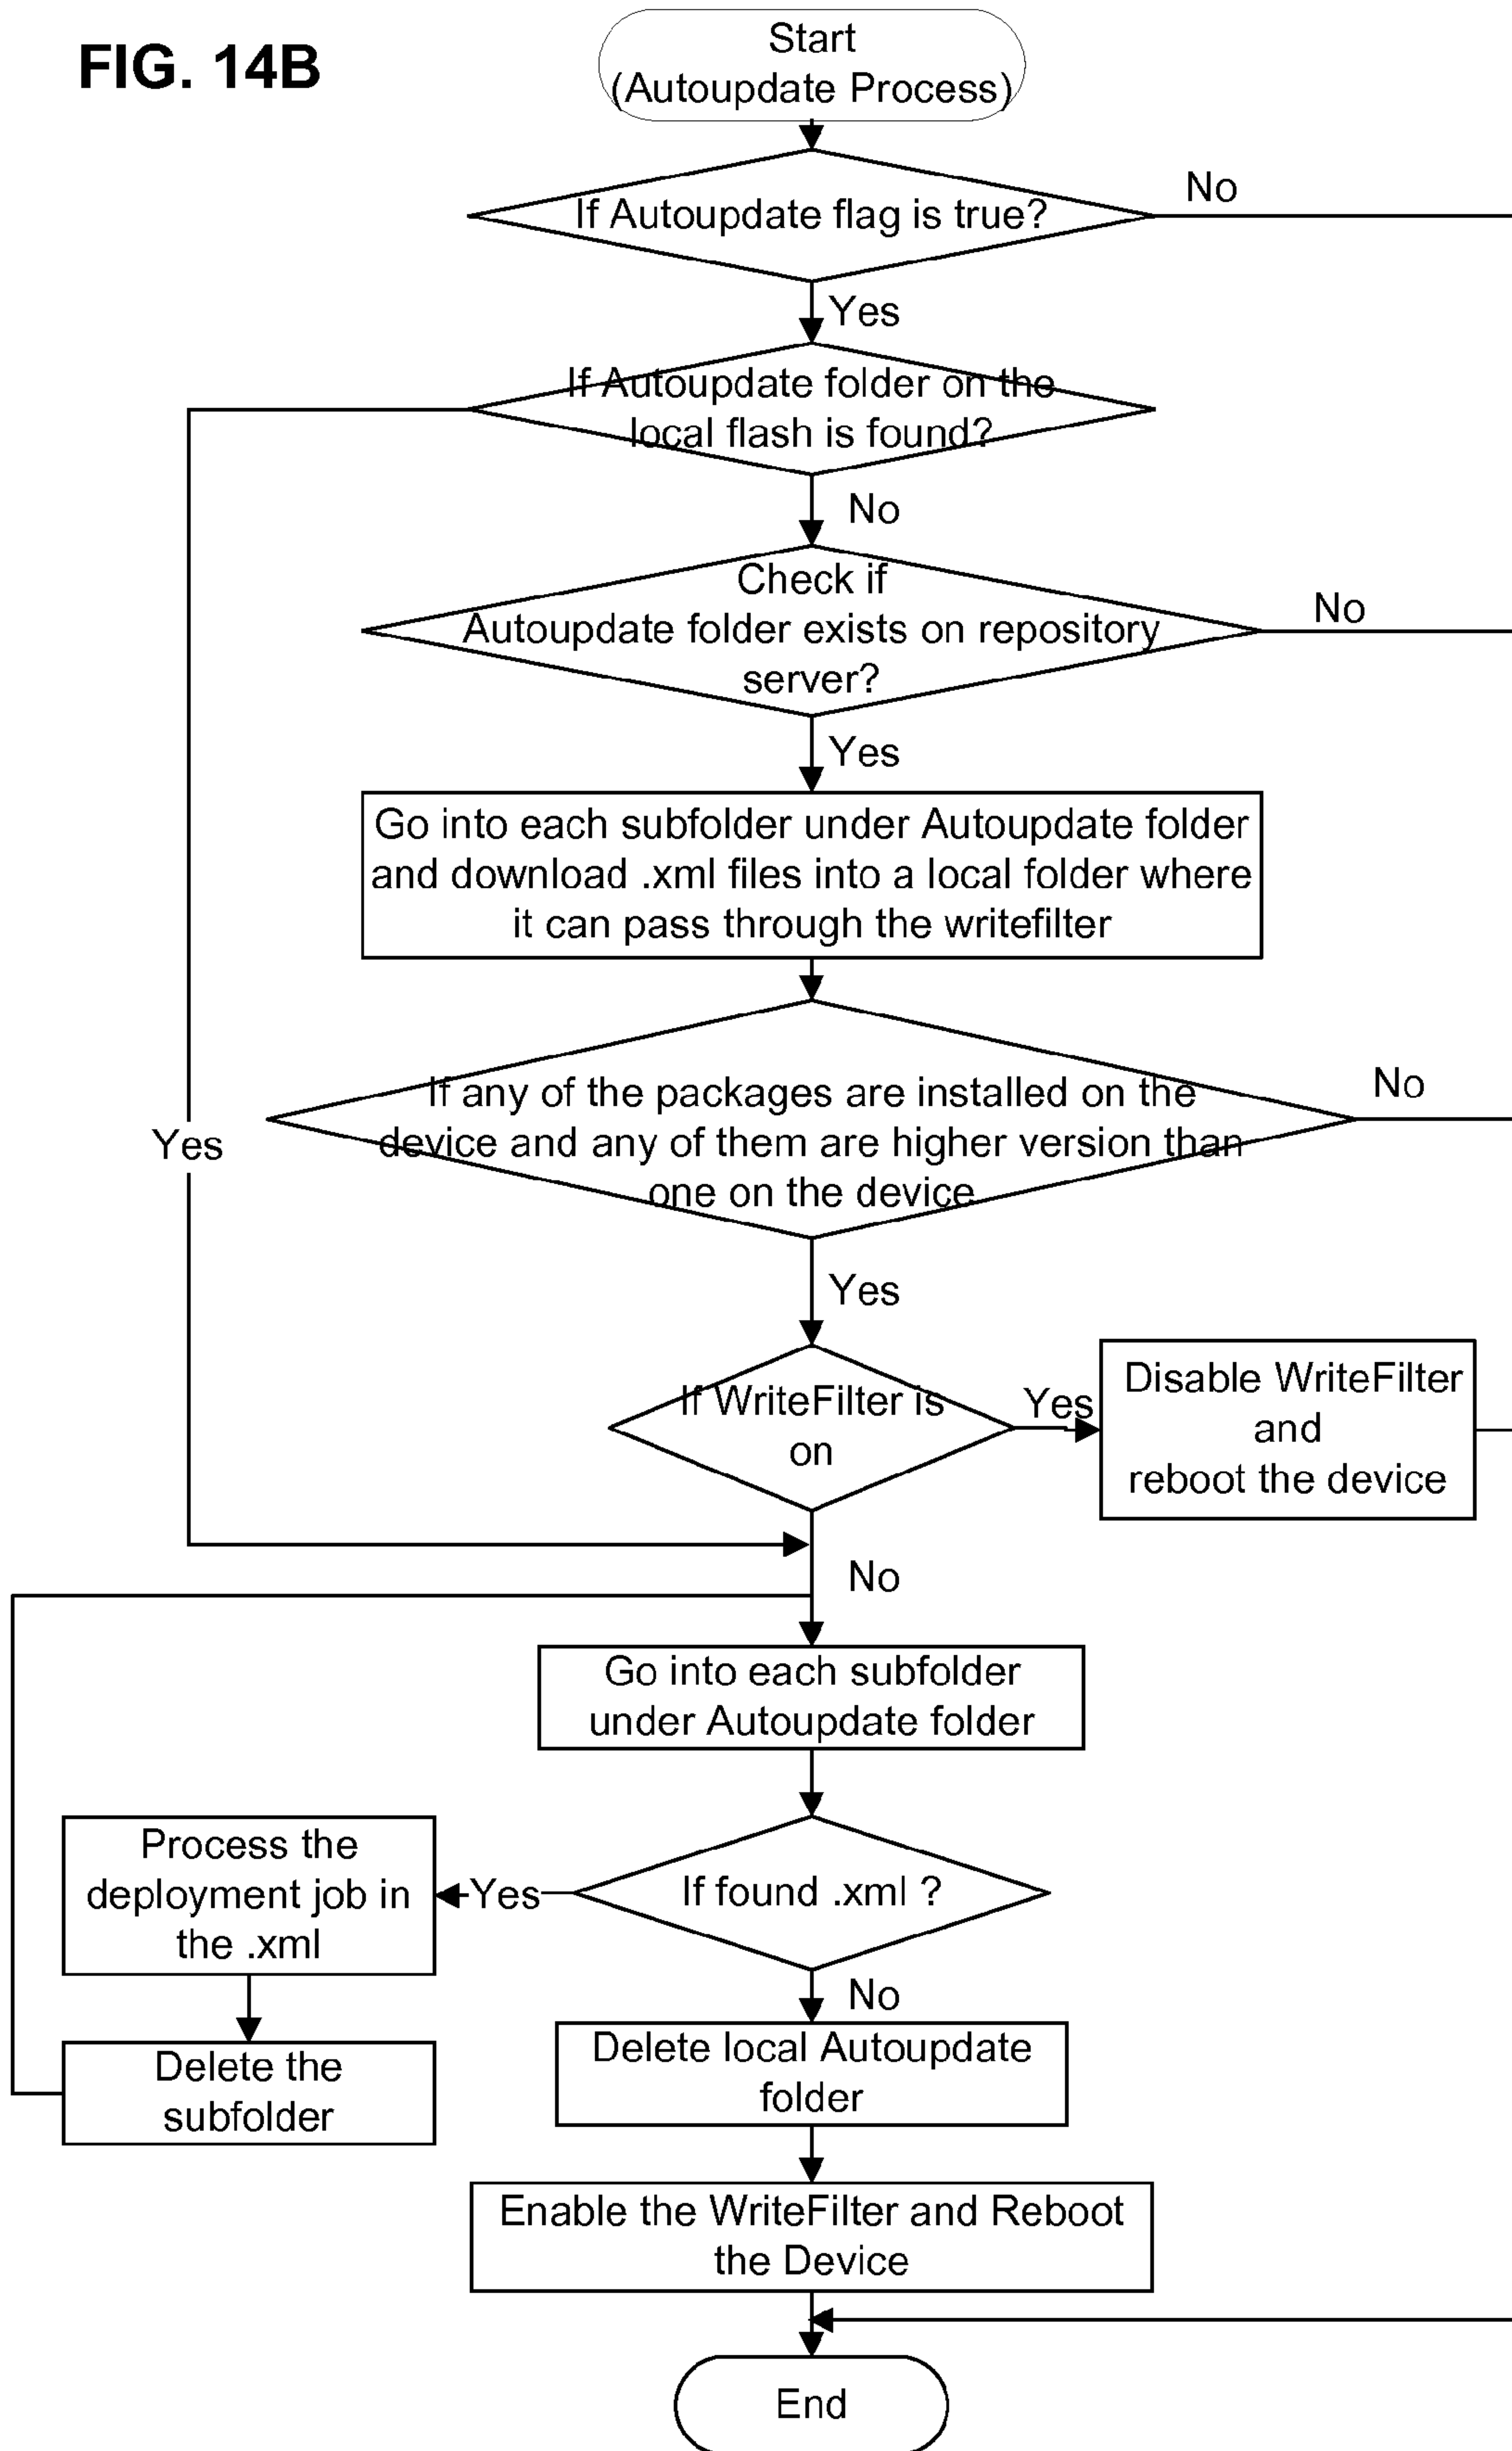 FIG. 14B
Start
(Autoupdate Process)
If Autoupdate flag is true?
No
Yes
If Autoupdate folder on the
local flash is found?
No
Check if
Autoupdate folder exists on repository
server?
No
Yes
Go into each subfolder under Autoupdate folder
and download .xml files into a local folder where
it can pass through the writefilter
If any of the packages are installed on the
device and any of them are higher version than
one on the device
No
Yes
Yes
If WriteFilter is
on
Yes
Disable WriteFilter
and
reboot the device
No
Go into each subfolder
under Autoupdate folder
If found .xml ?
Yes
Process the
deployment job in
the .xml
No
Delete the
subfolder
Delete local Autoupdate
folder
Enable the WriteFilter and Reboot
the Device
End